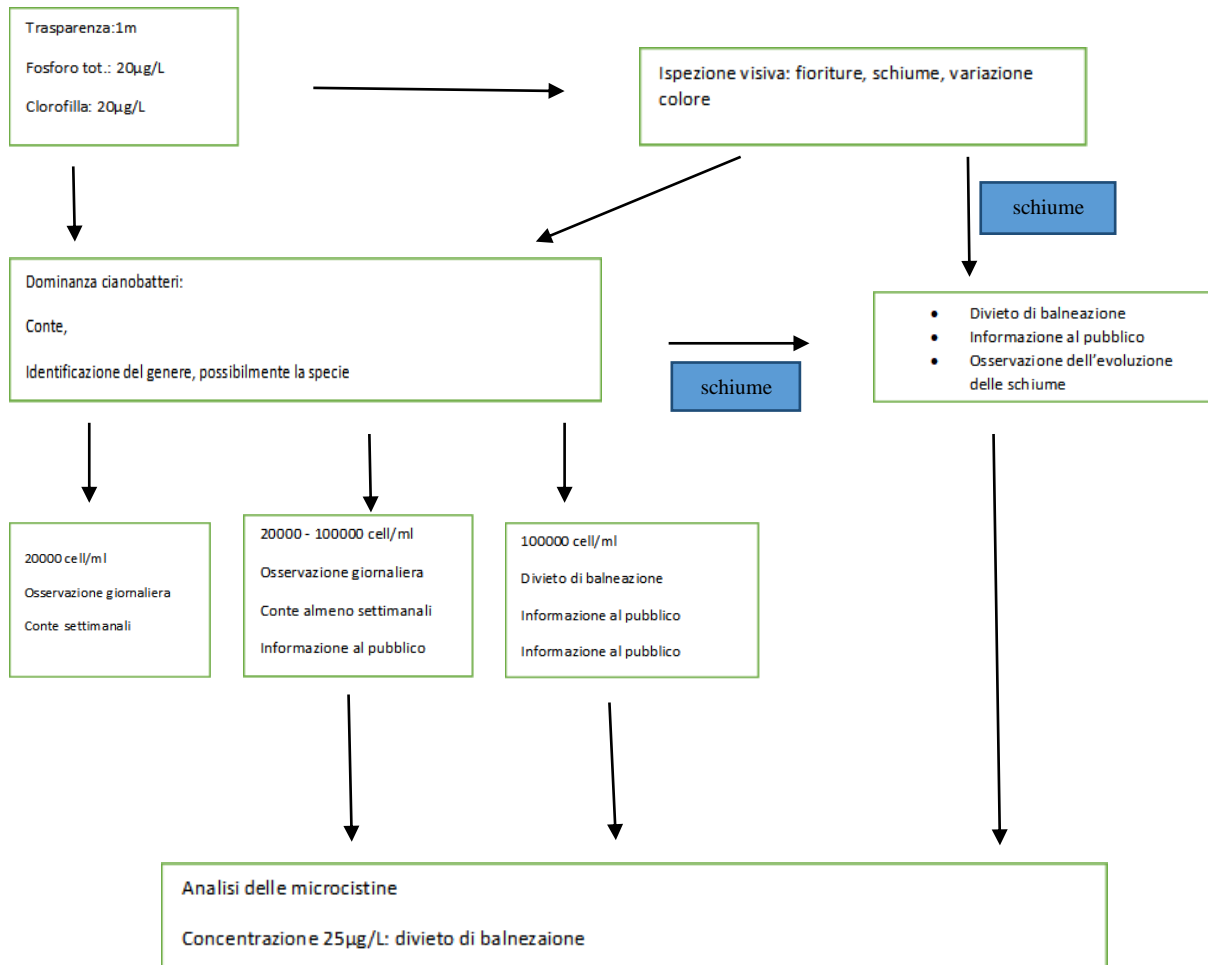 Trasparenza:1m
Fosforo tot.: 20µg/L
Clorofilla: 20µg/L
Ispezione visiva: fioriture, schiume, variazione
colore
schiume
Dominanza cianobatteri:
Conte,
Identificazione del genere, possibilmente la specie
schiume
• Divieto di balneazione
• Informazione al pubblico
• Osservazione dell'evoluzione
delle schiume
20000 cell/ml
Osservazione giornaliera
Conte settimanali
20000 - 100000 cell/ml
Osservazione giornaliera
Conte almeno settimanali
Informazione al pubblico
100000 cell/ml
Divieto di balneazione
Informazione al pubblico
Informazione al pubblico
Analisi delle microcistine
Concentrazione 25µg/L: divieto di balnezaione